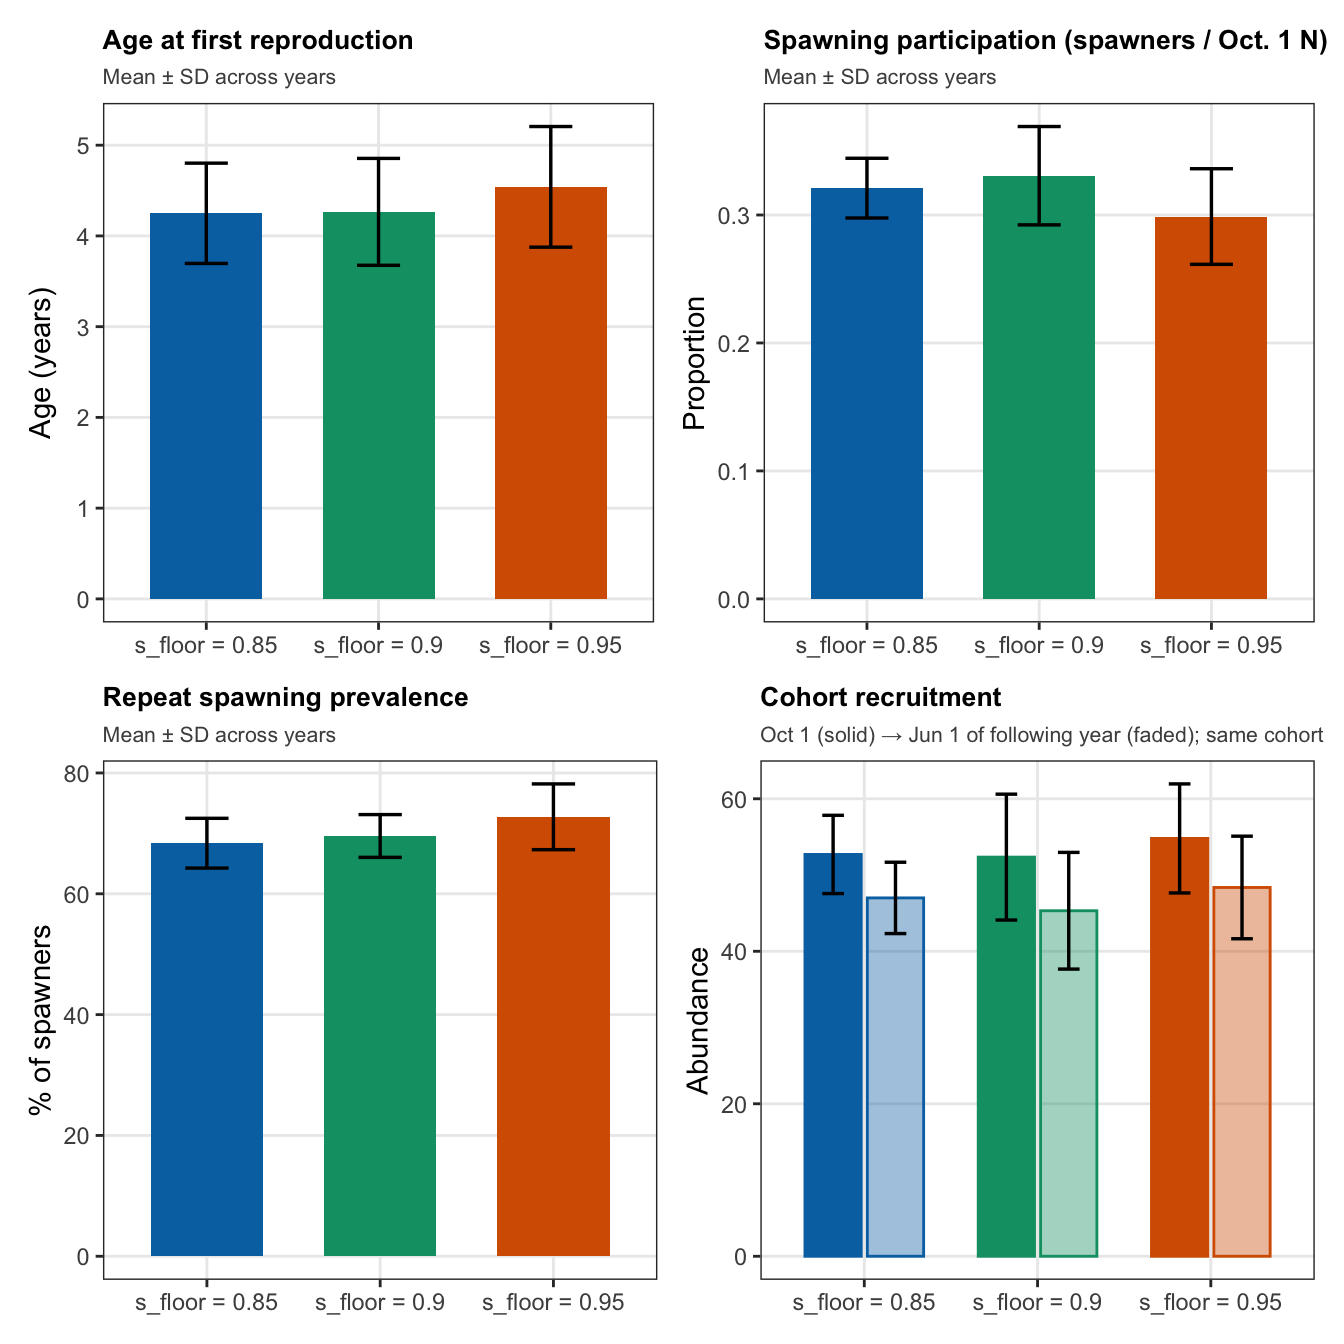 Age at first reproduction
Mean ± SD across years
5
4
3
2
1
0
Age (years)
s_floor = 0.85
s_floor = 0.9
s_floor = 0.95
Spawning participation (spawners / Oct. 1 N)
Mean ± SD across years
0.3
0.2
0.1
0.0
Proportion
s_floor = 0.85
s_floor = 0.9
s_floor = 0.95
Repeat spawning prevalence
Mean ± SD across years
80
60
40
20
0
% of spawners
s_floor = 0.85
s_floor = 0.9
s_floor = 0.95
Cohort recruitment
Oct 1 (solid) → Jun 1 of following year (faded); same cohort
60
40
20
0
Abundance
s_floor = 0.85
s_floor = 0.9
s_floor = 0.95